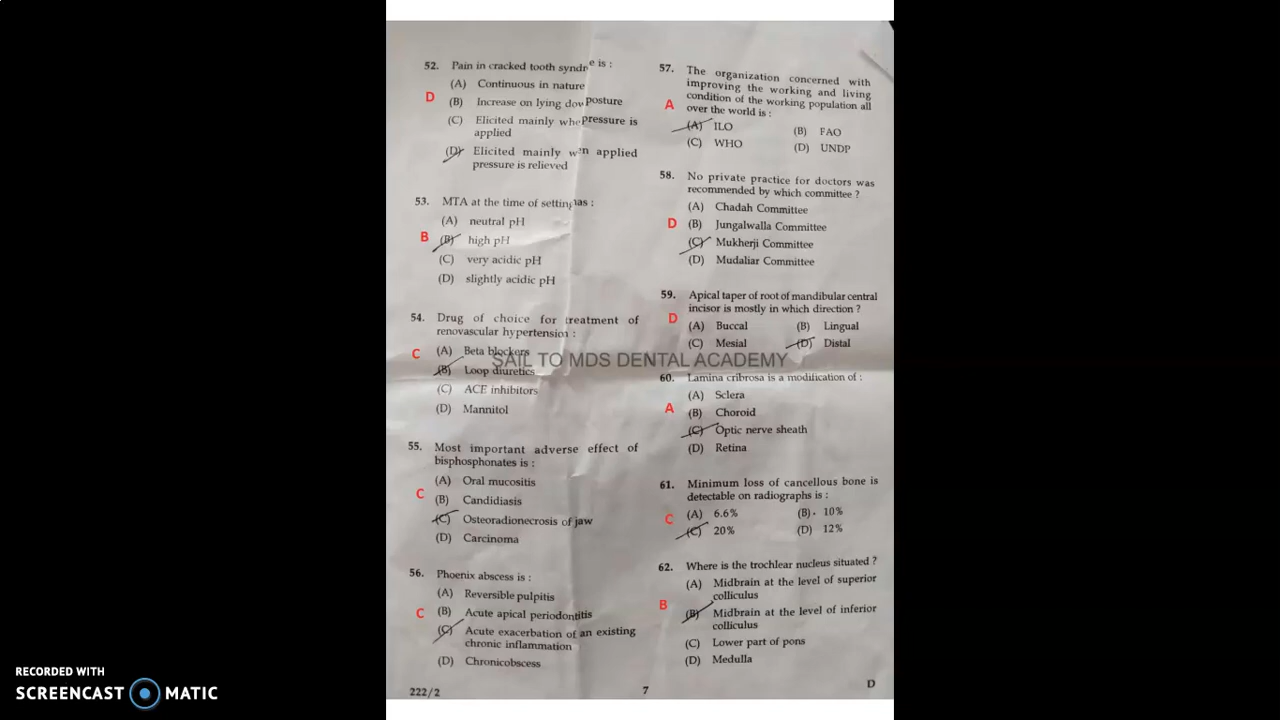 52. Pain in cracked tooth syndr e is :
(A) Continuous in nature
D
(B) Increase on lying dow posture
(C) Elicited mainly whe pressure is
applied
(D) Elicited mainly w n applied
pressure is relieved
53. MTA at the time of setting has :
(A) neutral pH
B
(B) high pH
(C) very acidic pH
(D) slightly acidic pH
54. Drug of choice for treatment of
renovascular hypertension :
C
(A) Beta blockers
(B) Loop diuretics
(C) ACE inhibitors
(D) Mannitol
55. Most important adverse effect of
bisphosphonates is :
(A) Oral mucositis
C
(B) Candidiasis
(C) Osteoradionecrosis of jaw
(D) Carcinoma
56. Phoenix abscess is :
(A) Reversible pulpitis
C
(B) Acute apical periodontitis
(C) Acute exacerbation of an existing
chronic inflammation
(D) Chronicobscess
222/2
57. The organization concerned with
improving the working and living
condition of the working population all
A
over the world is :
(A) ILO (B) FAO
(C) WHO (D) UNDP
58. No private practice for doctors was
recommended by which committee ?
(A) Chadah Committee
D
(B) Jungalwalla Committee
(C) Mukherji Committee
(D) Mudaliar Committee
59. Apical taper of root of mandibular central
incisor is mostly in which direction ?
D
(A) Buccal (B) Lingual
(C) Mesial (D) Distal
SAIL TO MDS DENTAL ACADEMY
60. Lamina cribrosa is a modification of :
(A) Sclera
A
(B) Choroid
(C) Optic nerve sheath
(D) Retina
61. Minimum loss of cancellous bone is
detectable on radiographs is :
C
(A) 6.6% (B) 10%
(C) 20% (D) 12%
62. Where is the trochlear nucleus situated ?
(A) Midbrain at the level of superior
colliculus
B
(B) Midbrain at the level of inferior
colliculus
(C) Lower part of pons
(D) Medulla
7
D
RECORDED WITH
SCREENCAST MATIC